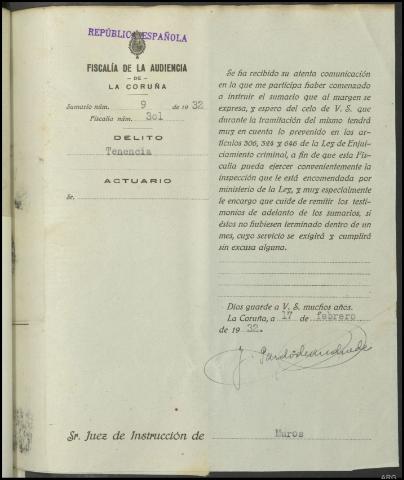 REPÚBLICA ESPAÑOLA
FISCALÍA DE LA AUDIENCIA
- DE -
LA CORUÑA
Sumario núm. 9 de 1932
Fiscalía núm. 301
DELITO
Tenencia
ACTUARIO
Sr.
Se ha recibido su atenta comunicación
en la que me participa haber comenzado
a instruir el sumario que al margen se
expresa, y espero del celo de V. S. que
durante la tramitación del mismo tendrá
muy en cuenta lo prevenido en los ar-
tículos 306, 324 y 646 de la Ley de Enjui-
ciamiento criminal, a fin de que esta Fis-
calía pueda ejercer convenientemente la
inspección que le está encomendada por
ministerio de la Ley, y muy especialmente
le encargo que cuide de remitir los testi-
monios de adelanto de los sumarios, si
éstos no hubiesen terminado dentro de un
mes, cuyo servicio se exigirá y cumplirá
sin excusa alguna.
Dios guarde a V. S. muchos años.
La Coruña, a 17 de febrero
de 1932.
J. Pardo de Andrade
Sr. Juez de Instrucción de Muros
ARG